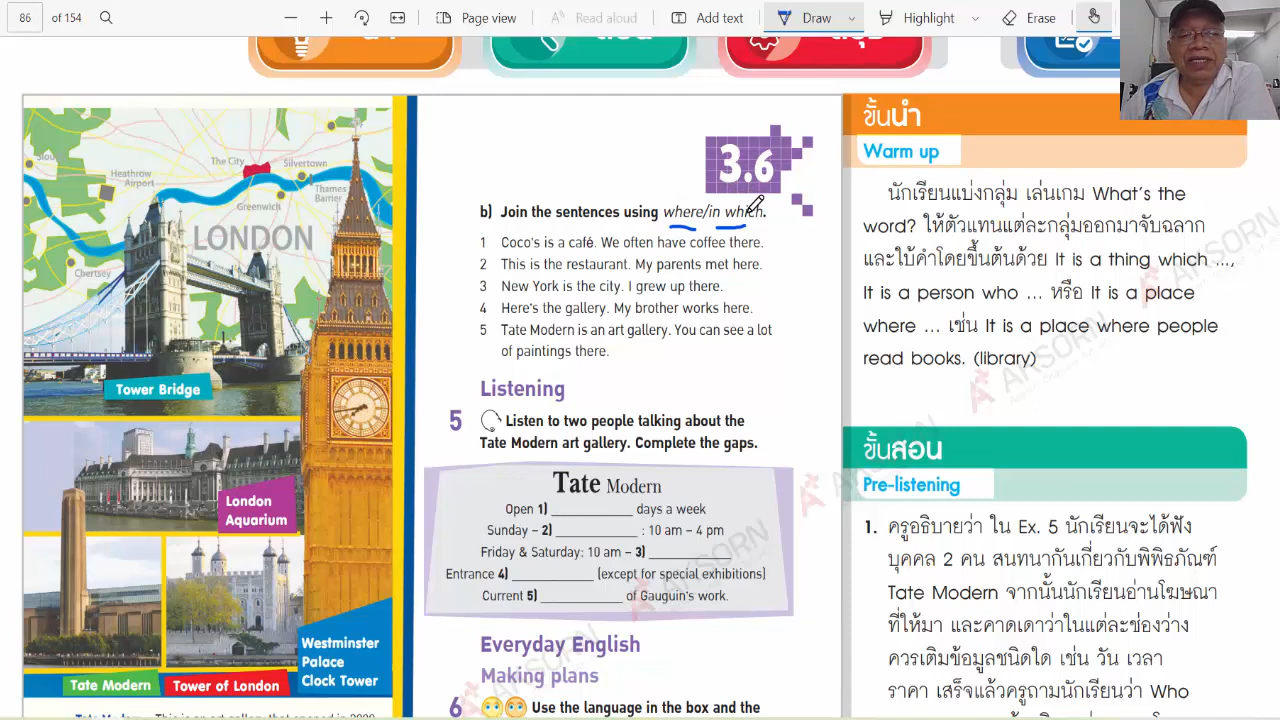 86 of 154
Page view
Read aloud
Add text
Draw
Highlight
Erase
3.6
b) Join the sentences using where/in which.
1 Coco's is a café. We often have coffee there.
2 This is the restaurant. My parents met here.
3 New York is the city. I grew up there.
4 Here's the gallery. My brother works here.
5 Tate Modern is an art gallery. You can see a lot
of paintings there.
Listening
5 Listen to two people talking about the
Tate Modern art gallery. Complete the gaps.
Tate Modern
Open 1) ____________ days a week
Sunday – 2) ____________ : 10 am – 4 pm
Friday & Saturday: 10 am – 3) ____________
Entrance 4) ____________ (except for special exhibitions)
Current 5) ____________ of Gauguin's work.
Everyday English
Making plans
6 Use the language in the box and the
Heathrow
Airport
The City
Silvertown
Thames
Barrier
Greenwich
LONDON
Chertsey
Tower Bridge
London
Aquarium
Westminster
Palace
Clock Tower
Tate Modern
Tower of London
ขั้นนำ
Warm up
นักเรียนแบ่งกลุ่ม เล่นเกม What's the
word? ให้ตัวแทนแต่ละกลุ่มออกมาจับฉลาก
และใบ้คำโดยขึ้นต้นด้วย It is a thing which ...,
It is a person who ... หรือ It is a place
where ... เช่น It is a place where people
read books. (library)
ขั้นสอน
Pre-listening
1. ครูอธิบายว่า ใน Ex. 5 นักเรียนจะได้ฟัง
บุคคล 2 คน สนทนากันเกี่ยวกับพิพิธภัณฑ์
Tate Modern จากนั้นนักเรียนอ่านโฆษณา
ที่ให้มา และคาดเดาว่าในแต่ละช่องว่าง
ควรเติมข้อมูลชนิดใด เช่น วัน เวลา
ราคา เสร็จแล้วครูถามนักเรียนว่า Who
AKSORN